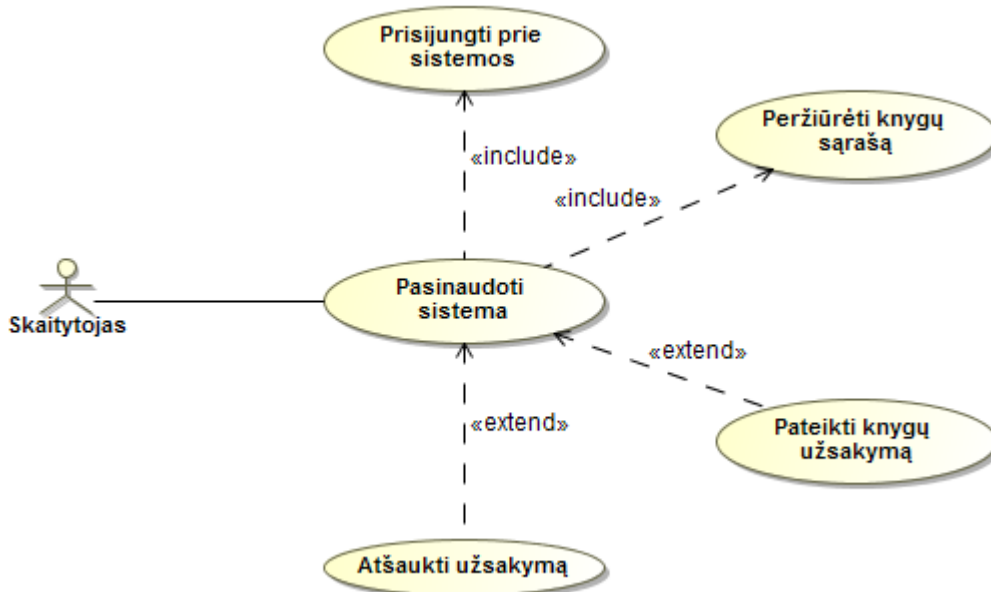 Prisijungti prie
sistemos
Peržiūrėti knygų
sąrašą
«include»
«include»
Pasinaudoti
sistema
Skaitytojas
«extend»
«extend»
Pateikti knygų
užsakymą
Atšaukti užsakymą